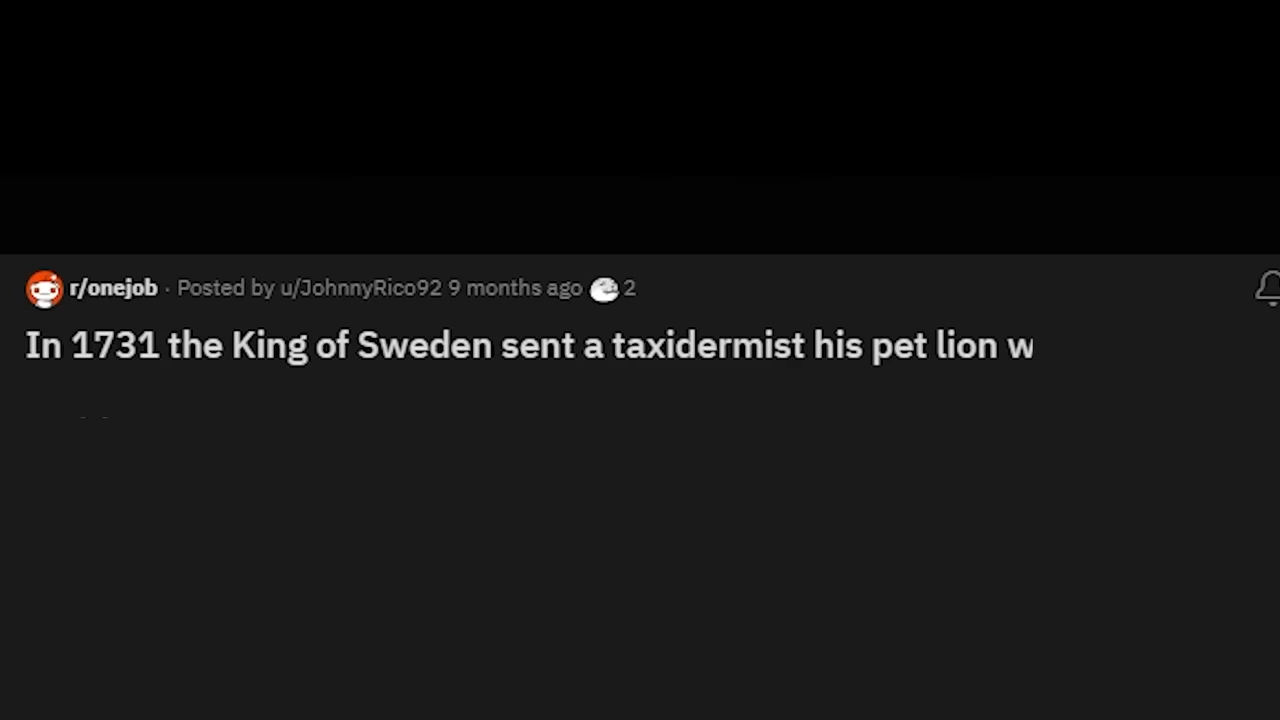 r/onejob · Posted by u/JohnnyRico92 9 months ago 2
In 1731 the King of Sweden sent a taxidermist his pet lion w